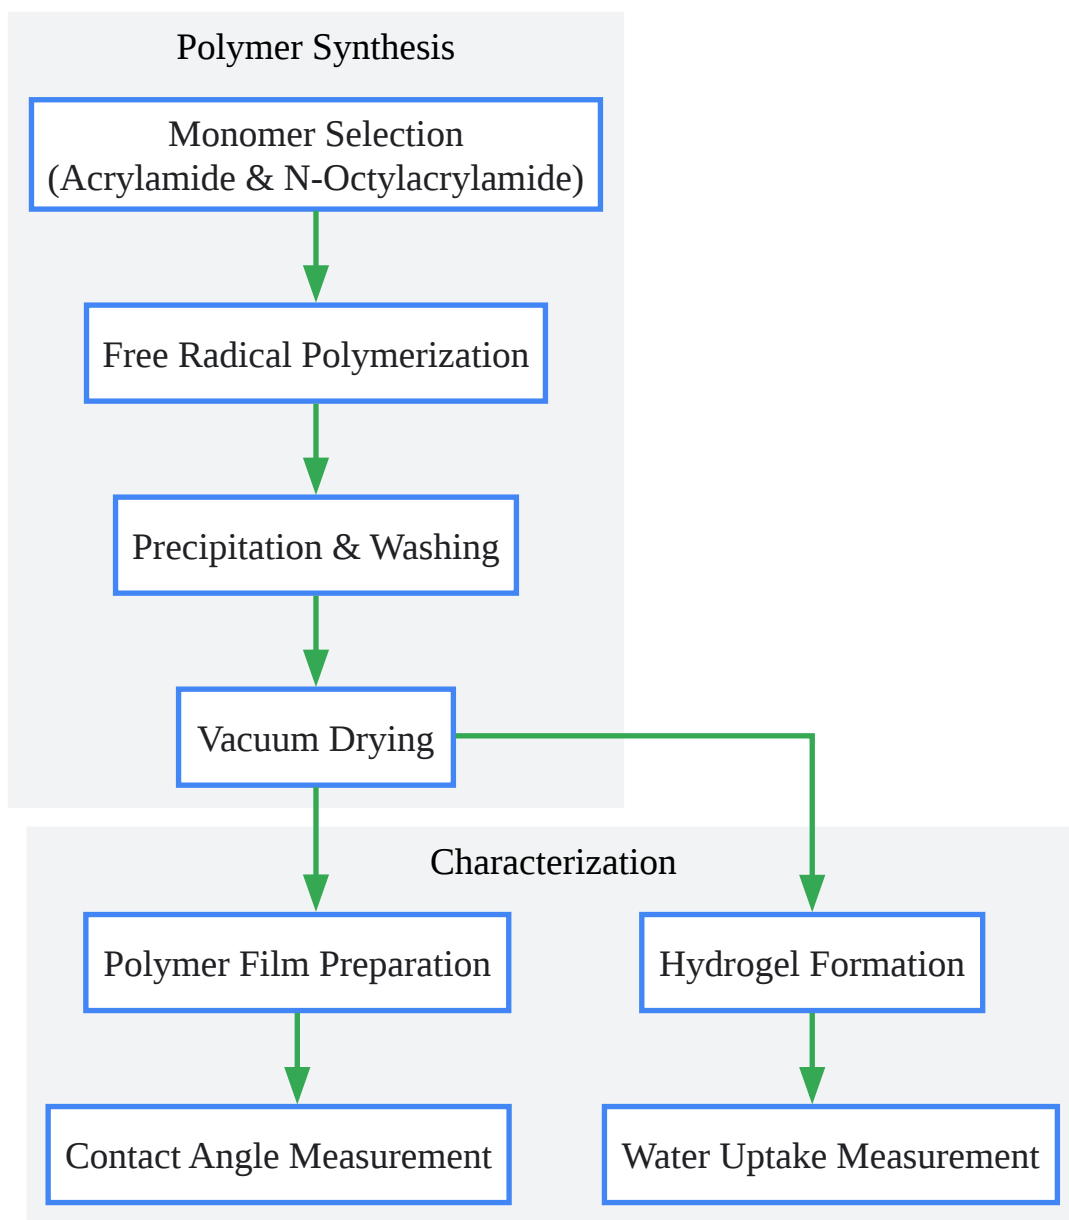 Polymer Synthesis
Monomer Selection
(Acrylamide & N-Octylacrylamide)
Free Radical Polymerization
Precipitation & Washing
Vacuum Drying
Characterization
Polymer Film Preparation
Hydrogel Formation
Contact Angle Measurement
Water Uptake Measurement